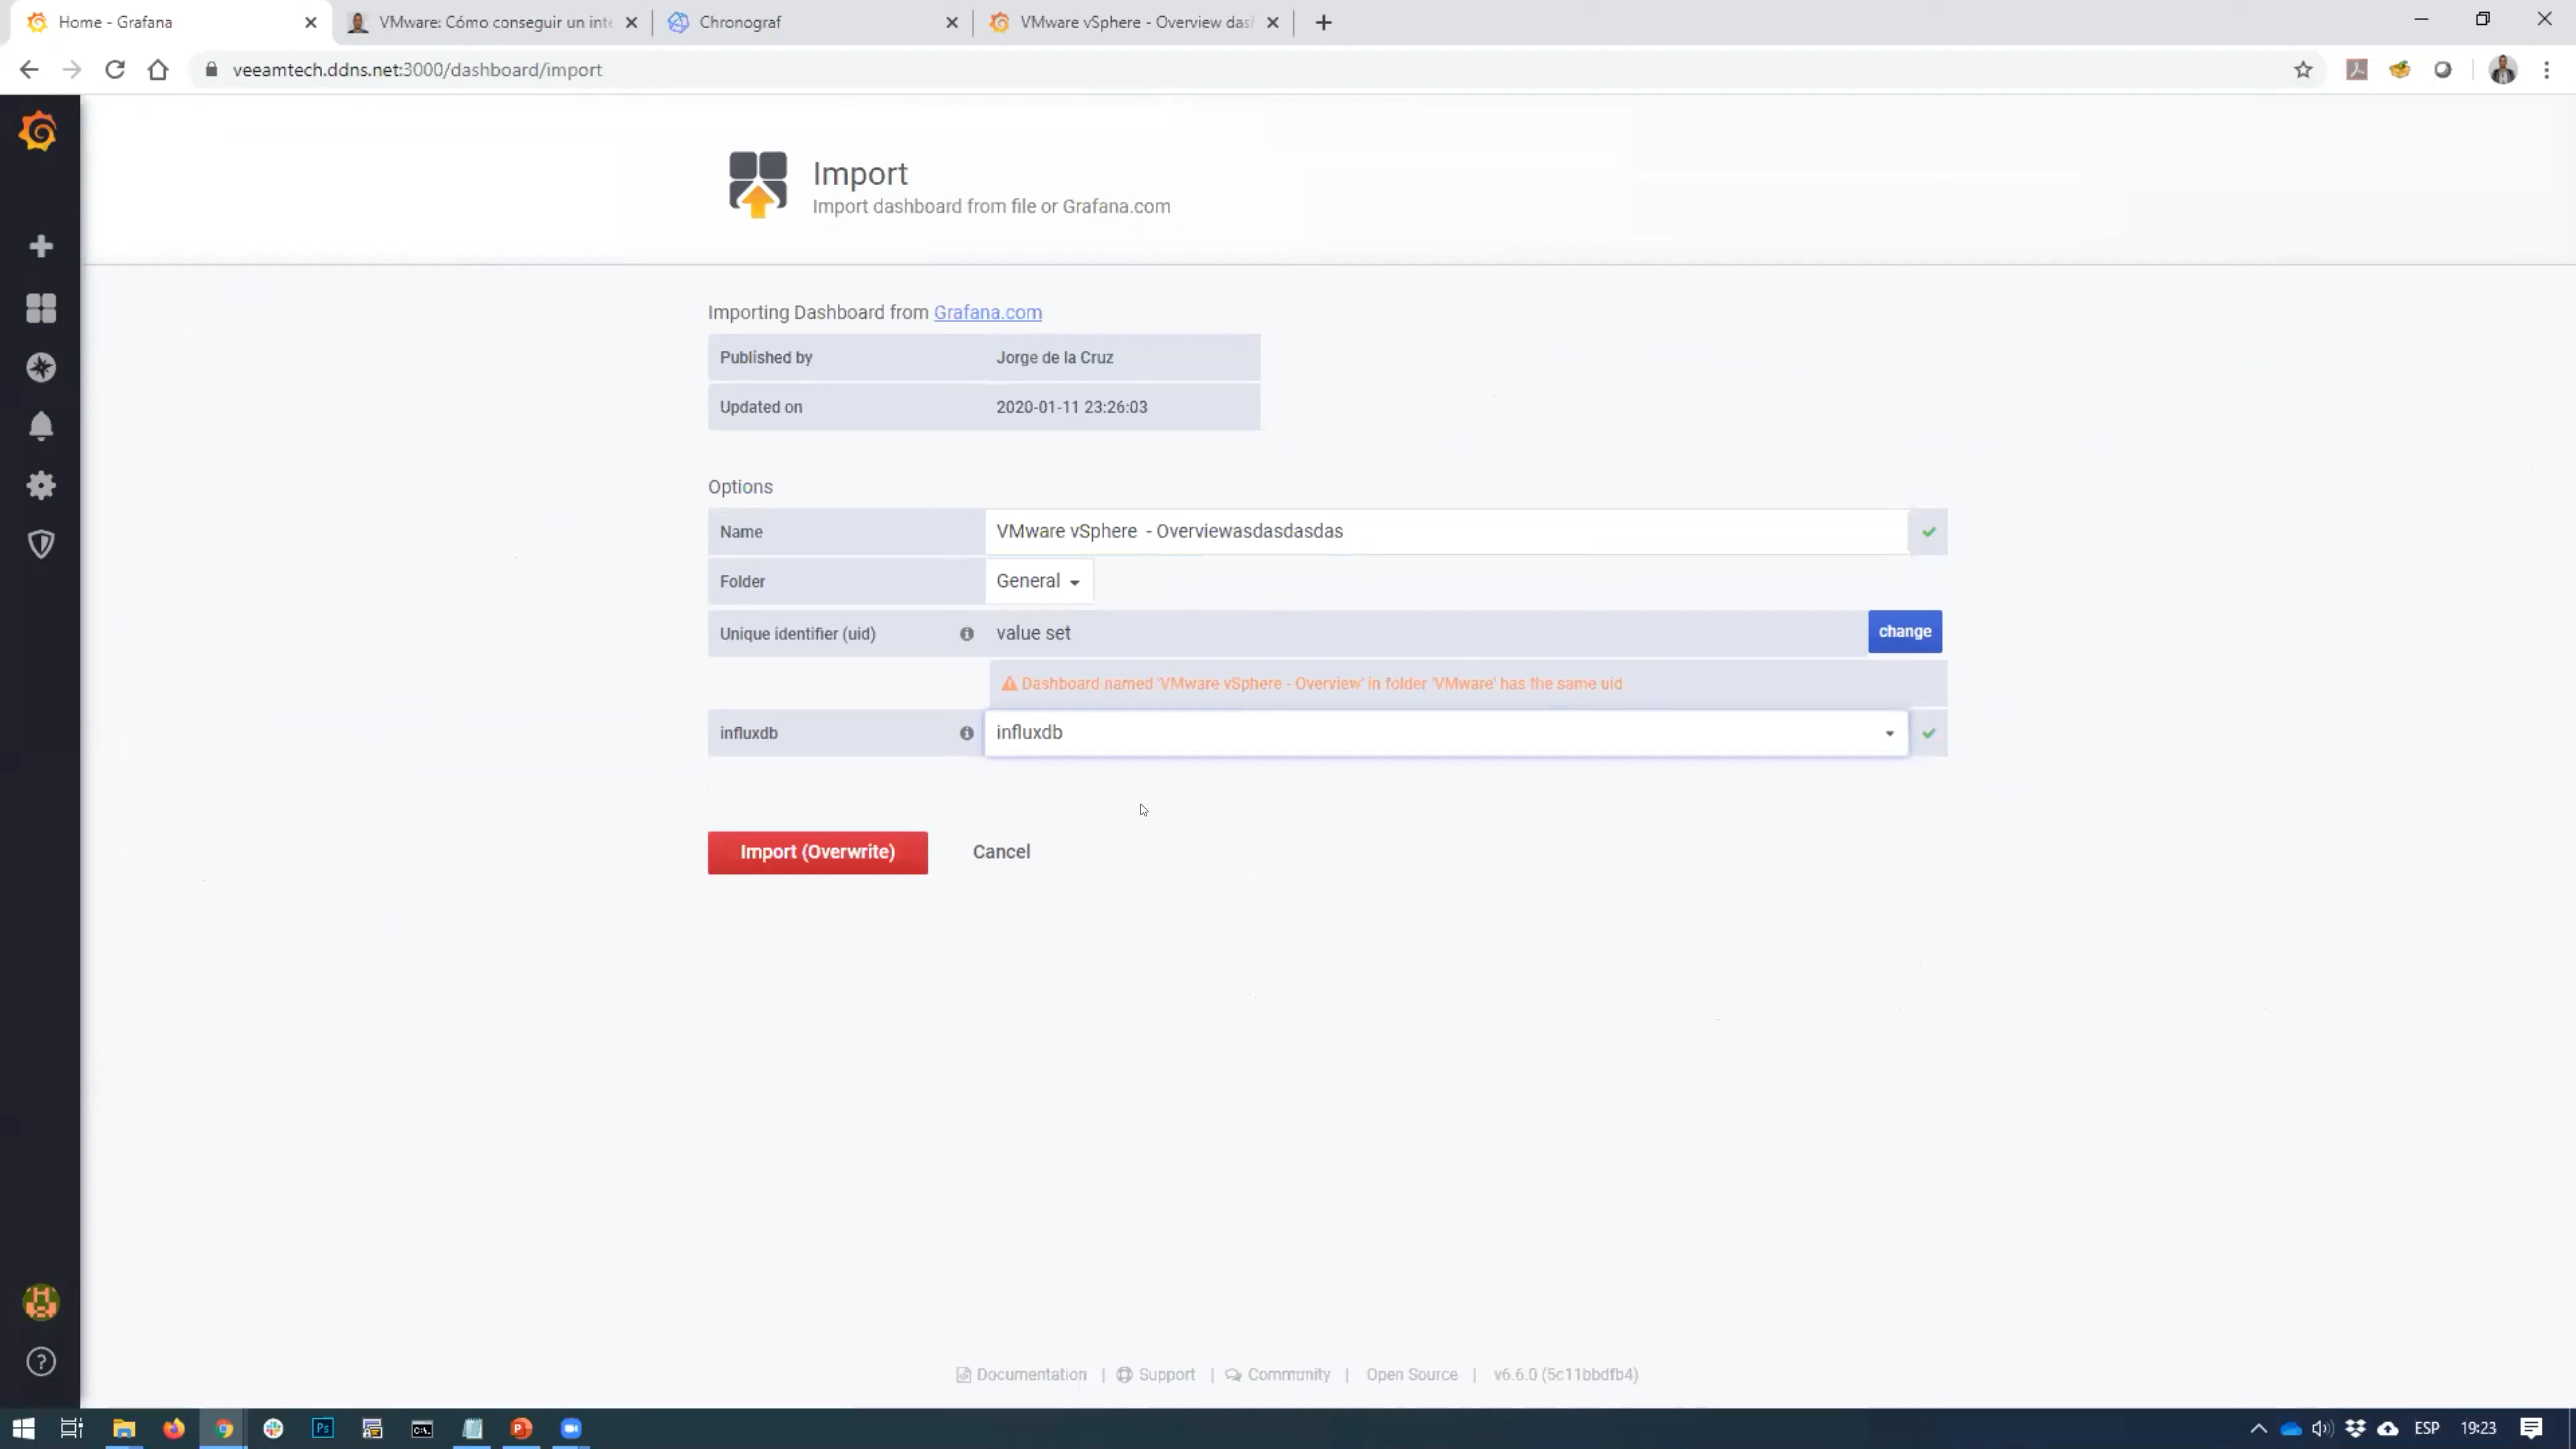 Home - Grafana
VMware: Cómo conseguir un inte
Chronograf
VMware vSphere - Overview das
veeamtech.ddns.net:3000/dashboard/import
Import
Import dashboard from file or Grafana.com
Importing Dashboard from Grafana.com
Published by Jorge de la Cruz
Updated on 2020-01-11 23:26:03
Options
Name VMware vSphere - Overviewasdasdasdas
Folder General
Unique identifier (uid) value set change
Dashboard named 'VMware vSphere - Overview' in folder 'VMware' has the same uid
influxdb influxdb
Import (Overwrite) Cancel
Documentation | Support | Community | Open Source | v6.6.0 (5c11bbdfb4)
Ps
C:\.
P
ESP 19:23